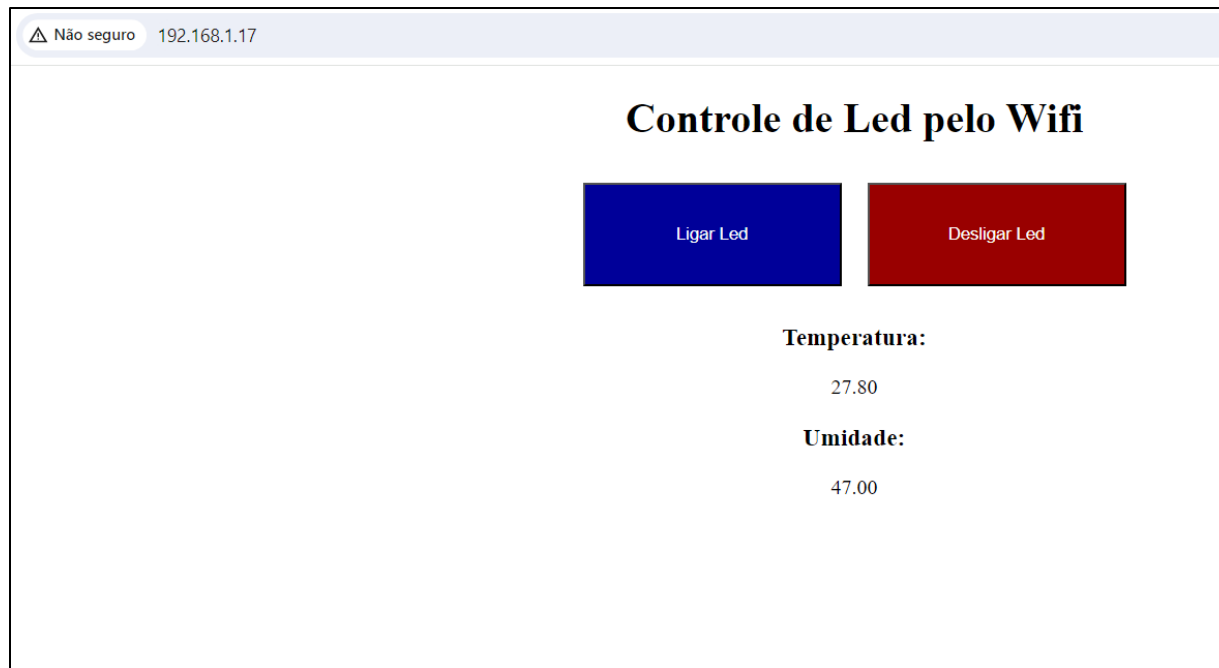 Não seguro 192.168.1.17
Controle de Led pelo Wifi
Ligar Led Desligar Led
Temperatura:
27.80
Umidade:
47.00